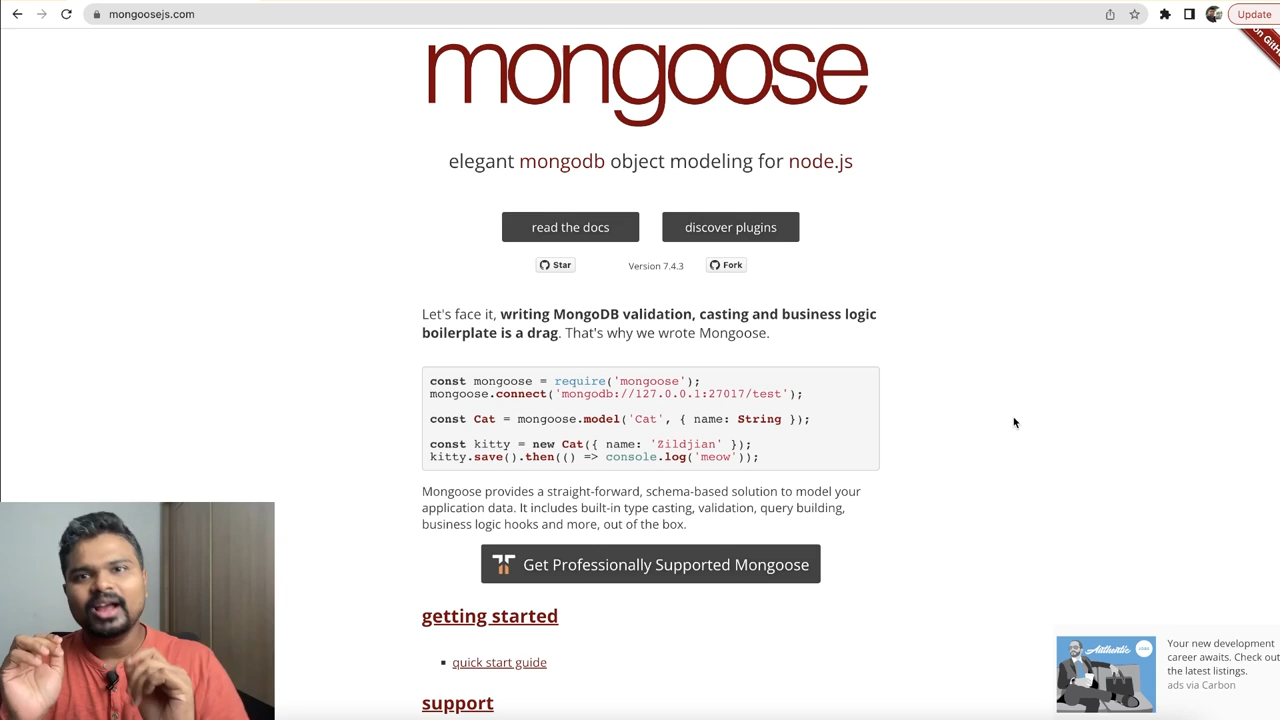 mongoosejs.com
Update
on GitH
mongoose
elegant mongodb object modeling for node.js
read the docs
discover plugins
Star
Version 7.4.3
Fork
Let's face it, writing MongoDB validation, casting and business logic
boilerplate is a drag. That's why we wrote Mongoose.
const mongoose = require('mongoose');
mongoose.connect('mongodb://127.0.0.1:27017/test');
const Cat = mongoose.model('Cat', { name: String });
const kitty = new Cat({ name: 'Zildjian' });
kitty.save().then(() => console.log('meow'));
Mongoose provides a straight-forward, schema-based solution to model your
application data. It includes built-in type casting, validation, query building,
business logic hooks and more, out of the box.
Get Professionally Supported Mongoose
getting started
quick start guide
support
Authentic
JOBS
Your new development
career awaits. Check out
the latest listings.
ads via Carbon